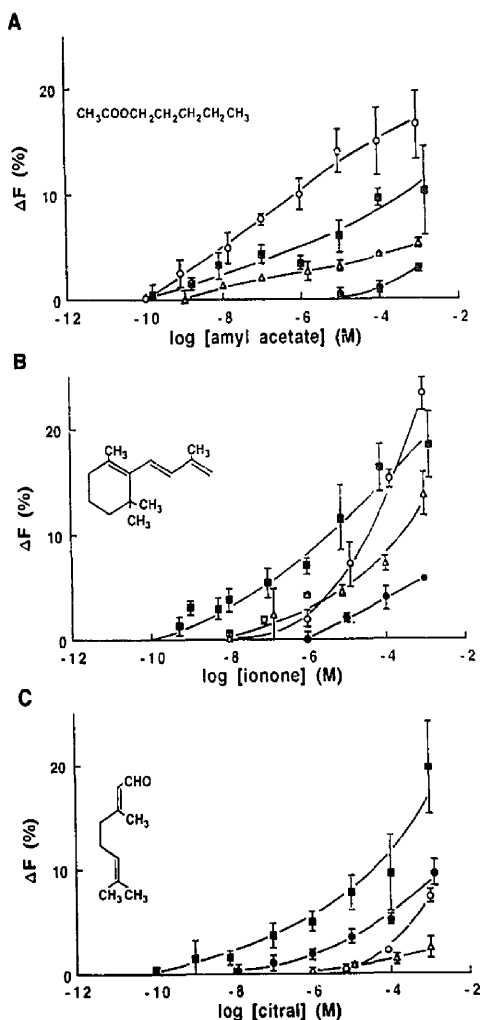 A
20
10
0
ΔF (%)
CH₃COOCH₂CH₂CH₂CH₂CH₃
-12 -10 -8 -6 -4 -2
log [amyl acetate] (M)
B
20
10
0
ΔF (%)
CH₃
CH₃
CH₃
CH₃
-12 -10 -8 -6 -4 -2
log [ionone] (M)
C
20
10
0
ΔF (%)
CHO
CH₃
CH₃CH₃
-12 -10 -8 -6 -4 -2
log [citral] (M)